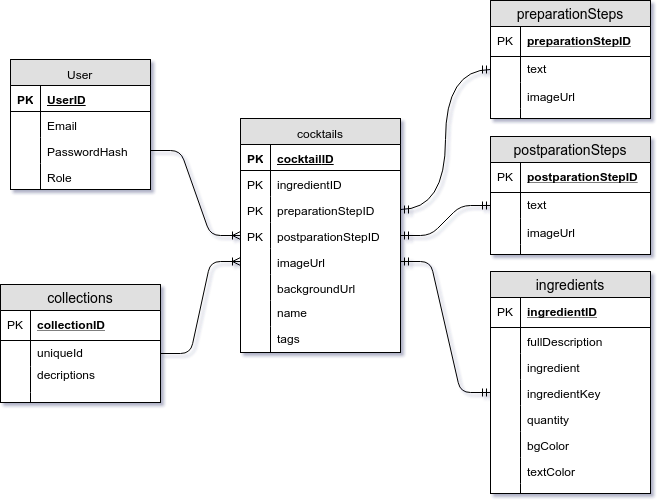 User
PK UserID
Email
PasswordHash
Role
collections
PK collectionID
uniqueId
decriptions
cocktails
PK cocktailID
PK ingredientID
PK preparationStepID
PK postparationStepID
imageUrl
backgroundUrl
name
tags
preparationSteps
PK preparationStepID
text
imageUrl
postparationSteps
PK postparationStepID
text
imageUrl
ingredients
PK ingredientID
fullDescription
ingredient
ingredientKey
quantity
bgColor
textColor